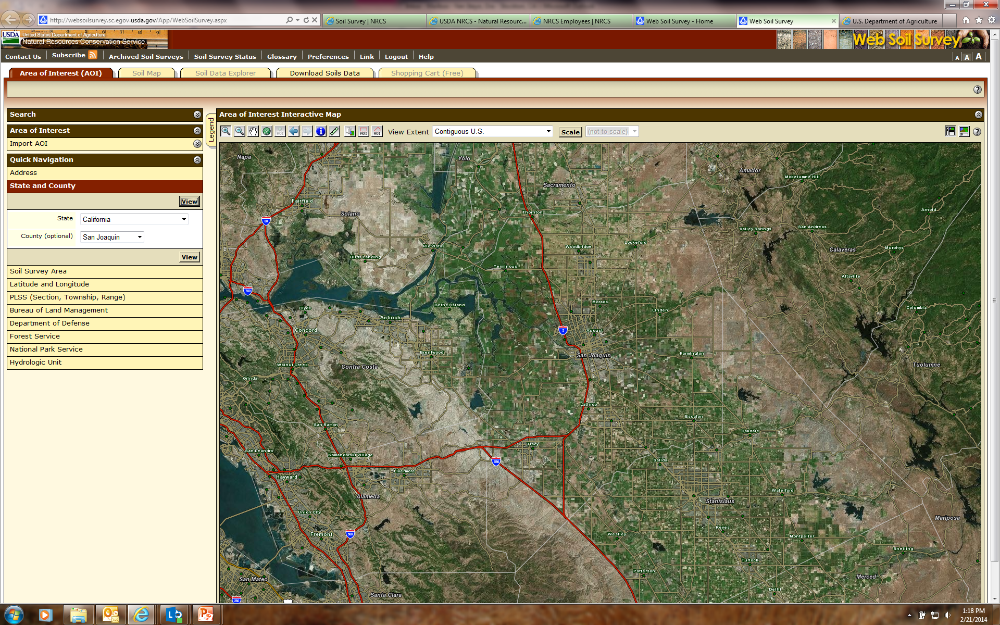 http://websoilsurvey.sc.egov.usda.gov/App/WebSoilSurvey.aspx
Soil Survey | NRCS
USDA NRCS - Natural Resourc...
NRCS Employees | NRCS
Web Soil Survey - Home
Web Soil Survey
U.S. Department of Agriculture
USDA
United States Department of Agriculture
Natural Resources Conservation Service
Web Soil Survey
Contact Us
Subscribe
Archived Soil Surveys
Soil Survey Status
Glossary
Preferences
Link
Logout
Help
A A A
Area of Interest (AOI)
Soil Map
Soil Data Explorer
Download Soils Data
Shopping Cart (Free)
Search
Area of Interest
Import AOI
Quick Navigation
Address
State and County
View
State California
County (optional) San Joaquin
View
Soil Survey Area
Latitude and Longitude
PLSS (Section, Township, Range)
Bureau of Land Management
Department of Defense
Forest Service
National Park Service
Hydrologic Unit
Legend
Area of Interest Interactive Map
AOI AOI AOI
View Extent Contiguous U.S.
Scale (not to scale)
Napa
Yolo
Amador
Mokelumne Hill
Sacramento
Fairfield
Solano
Thornton
Arnold
80
Valley Springs
San Andreas
Rio Vista
Woodbridge
Lockeford
Calaveras
Murphys
Birds Landing
Terminous
Altaville
780
Bethel Island
Morada
Clyde
Linden
Columbia
Antioch
Concord
5
August
Brentwood
San Joaquin
Farmington
Walnut Creek
Contra Costa
Tuolumne
Orinda
Lathrop
Escalon
San Ramon
Oakdale
San Leandro
Tracy
Komandorski Village
580
Salida
Livermore
Hayward
Alameda
Waterford
Stanislaus
Union City
Mariposa
Fremont
680
Westley
Keyes
Montpelier
Snelling
Turlock
Patterson
San Mateo
Merced
Delhi
Santa Clara
280
1:18 PM
2/21/2014